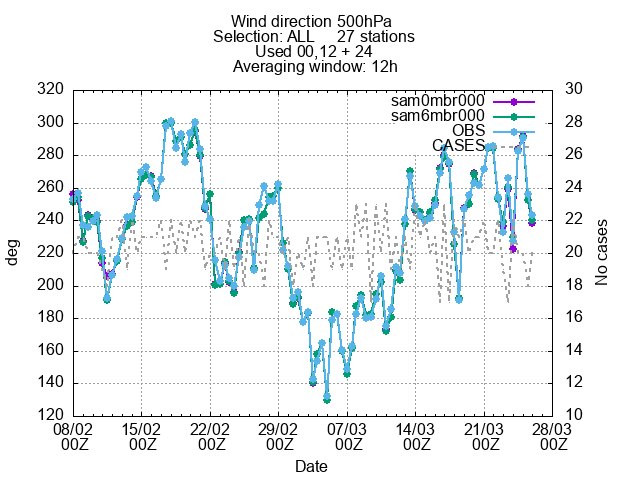 Wind direction 500hPa
Selection: ALL 27 stations
Used 00,12 + 24
Averaging window: 12h
sam0mbr000
sam6mbr000
OBS
CASES
deg
320
300
280
260
240
220
200
180
160
140
120
No cases
30
28
26
24
22
20
18
16
14
12
10
08/02 15/02 22/02 29/02 07/03 14/03 21/03 28/03
00Z 00Z 00Z 00Z 00Z 00Z 00Z 00Z
Date